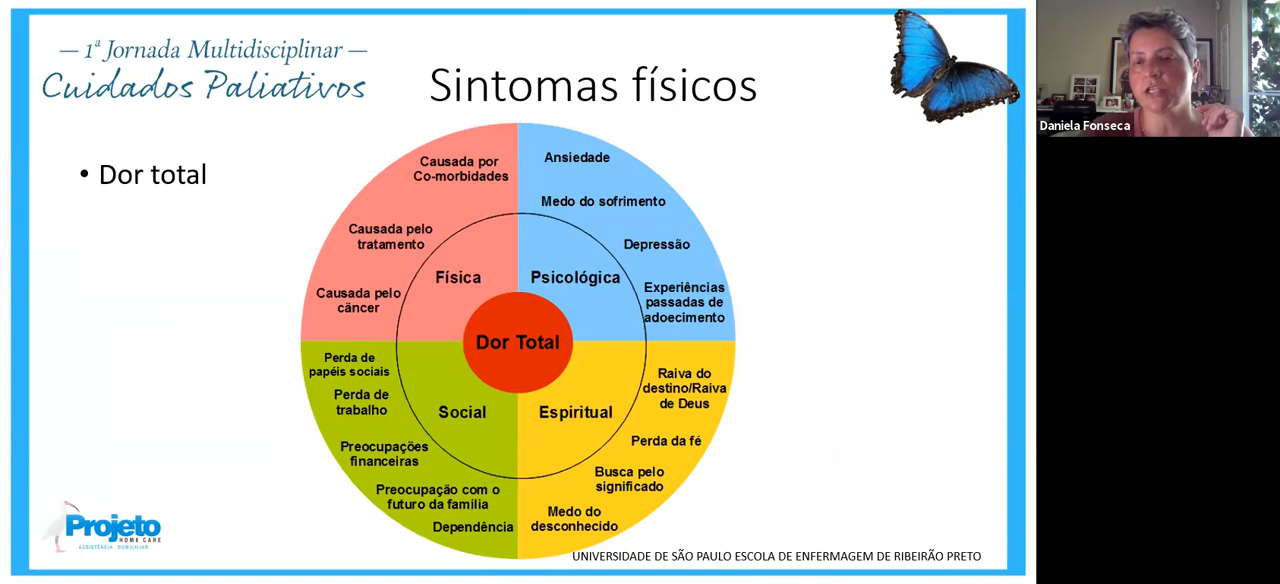 — 1ª Jornada Multidisciplinar —
Cuidados Paliativos
Sintomas físicos
Daniela Fonseca
• Dor total
Causada por
Co-morbidades
Causada pelo
tratamento
Causada pelo
câncer
Física
Ansiedade
Medo do sofrimento
Depressão
Experiências
passadas de
adoecimento
Psicológica
Dor Total
Perda de
papéis sociais
Perda de
trabalho
Preocupações
financeiras
Preocupação com o
futuro da família
Dependência
Social
Espiritual
Raiva do
destino/Raiva
de Deus
Perda da fé
Busca pelo
significado
Medo do
desconhecido
Projeto
HOME CARE
ASSISTÊNCIA DOMICILIAR
UNIVERSIDADE DE SÃO PAULO ESCOLA DE ENFERMAGEM DE RIBEIRÃO PRETO